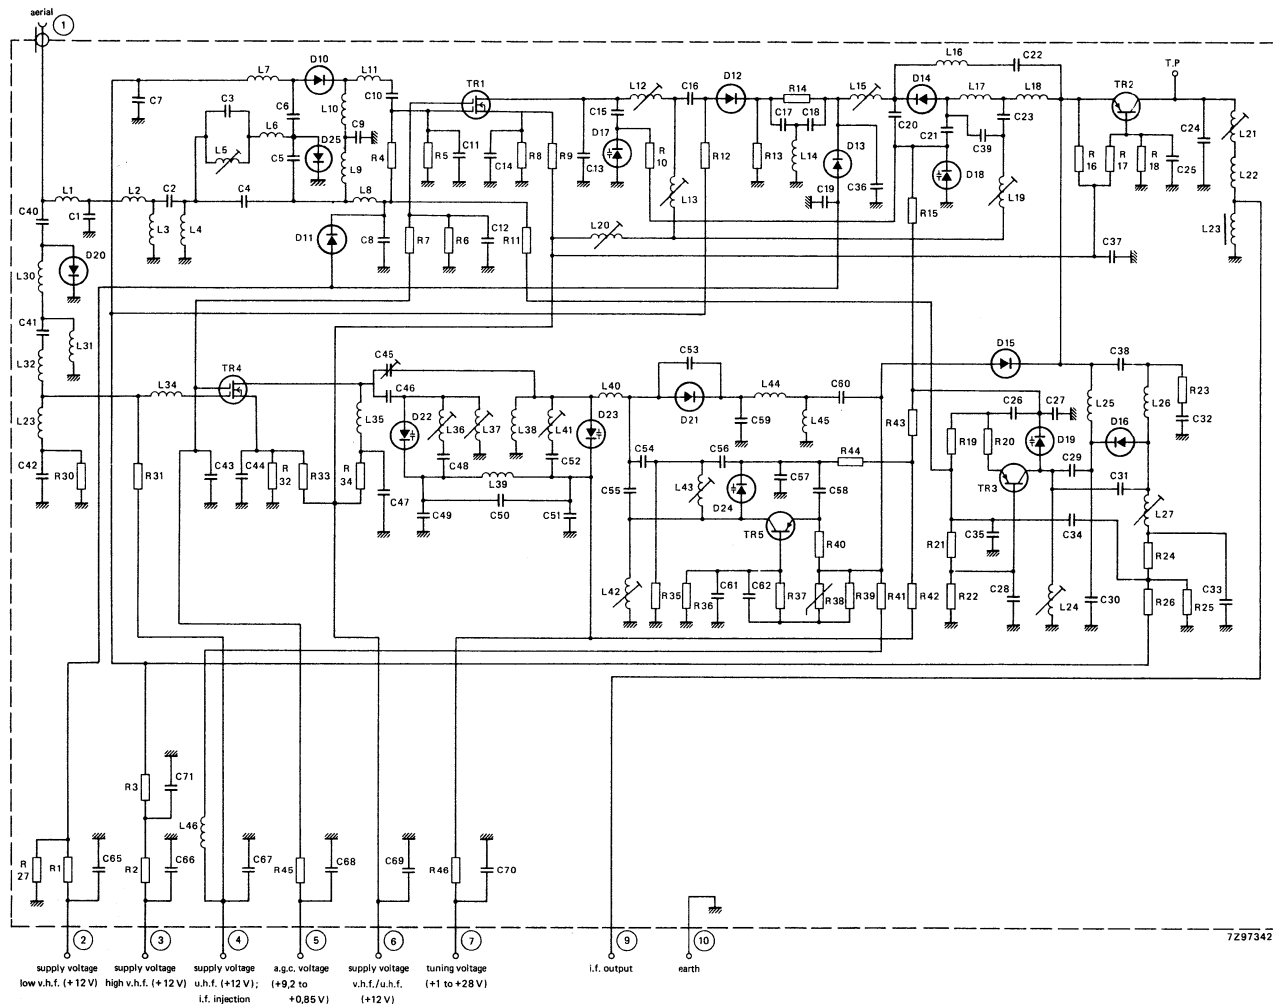 aerial
1
L7
D10
L11
C7
C3
C6
L10
C10
L6
C9
L5
D25
C5
L9
R4
TR1
R5
C11
C14
R8
R9
C13
L12
C16
D12
R14
L15
C15
D17
R 10
R12
R13
C17
C18
L14
D13
C19
C36
L13
L20
L16
C22
D14
L17
L18
C20
C21
C23
C39
D18
L19
R15
T.P
TR2
R 16
R 17
R 18
C25
C24
L21
L22
L23
C37
L1
L2
C2
C4
L8
C40
C1
L3
L4
D11
C8
R7
R6
C12
R11
D20
L30
C41
L31
L32
L34
TR4
L23
C42
R30
R31
C43
C44
R 32
R33
C45
C46
L35
R 34
C47
D22
L36
L37
L38
L41
D23
C48
L39
C52
C49
C50
C51
L40
C53
D21
L44
C60
C59
L45
C54
C56
R44
C55
L43
D24
C57
C58
TR5
R40
L42
R35
R36
C61
C62
R37
R38
R39
R41
R42
R43
D15
C38
C26
C27
L25
L26
R23
C32
R19
R20
D19
D16
C29
TR3
C31
L27
R21
C35
C34
R24
R22
C28
L24
C30
R26
R25
C33
R3
C71
L46
R 27
R1
C65
R2
C66
C67
R45
C68
C69
R46
C70
7Z97342
2
3
4
5
6
7
9
10
supply voltage
low v.h.f. (+ 12 V)
supply voltage
high v.h.f. (+12 V)
supply voltage
u.h.f. (+12 V);
i.f. injection
a.g.c. voltage
(+9,2 to
+0,85 V)
supply voltage
v.h.f./u.h.f.
(+12 V)
tuning voltage
(+1 to +28 V)
i.f. output
earth